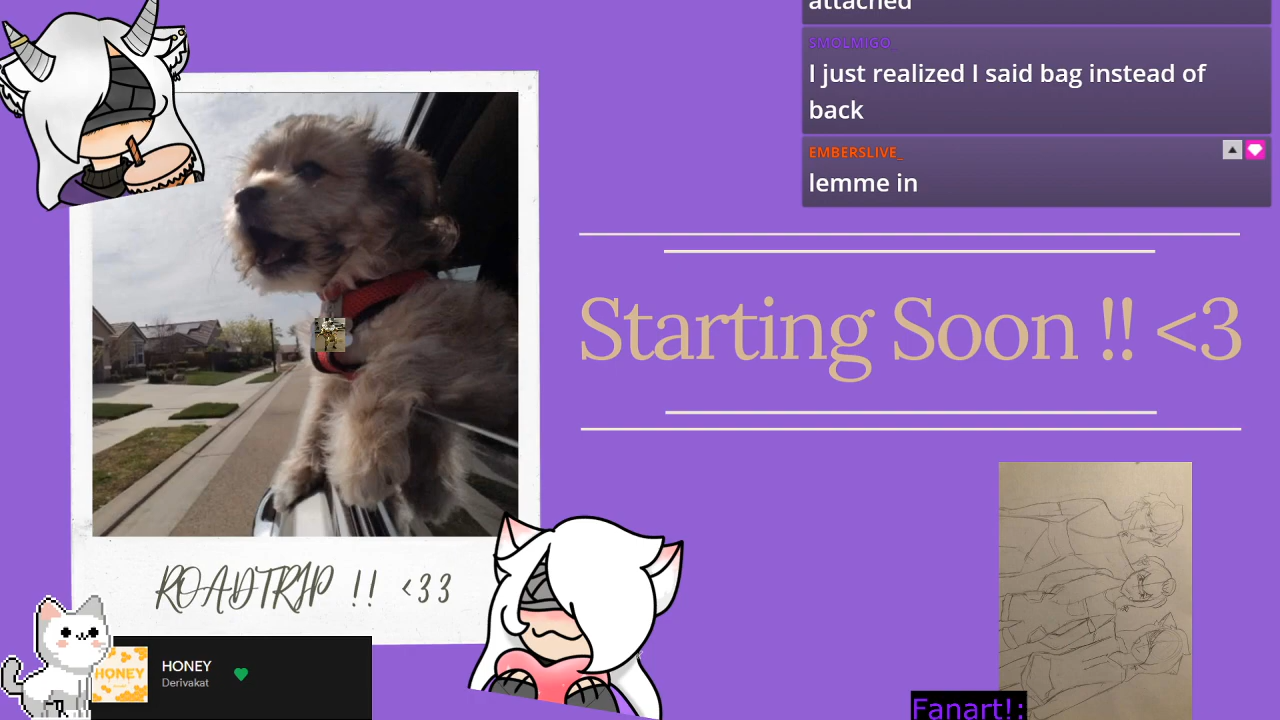 attached
SMOLMIGO
I just realized I said bag instead of
back
EMBERSLIVE_
lemme in
Starting Soon !! <3
ROADTRIP !! <33
HONEY
HONEY
Derivakat
Fanart!: